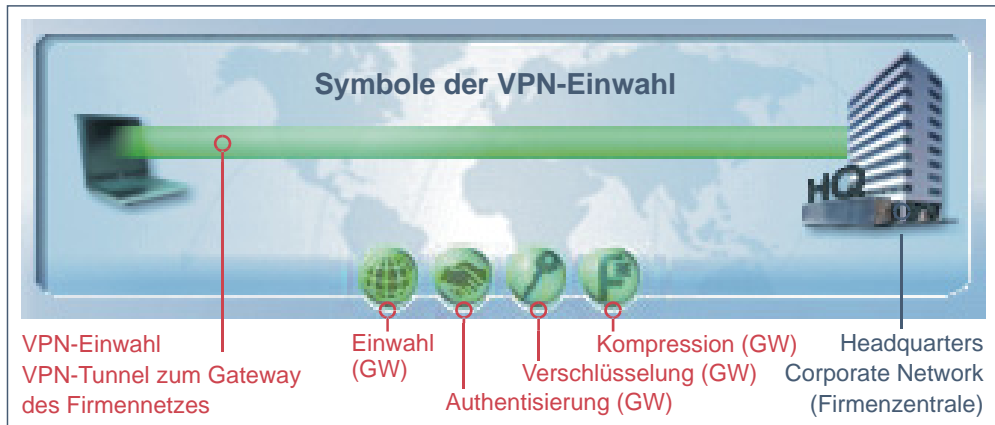 Symbole der VPN-Einwahl
HQ
VPN-Einwahl
VPN-Tunnel zum Gateway
des Firmennetzes
Einwahl
(GW)
Authentisierung (GW)
Verschlüsselung (GW)
Kompression (GW)
Headquarters
Corporate Network
(Firmenzentrale)